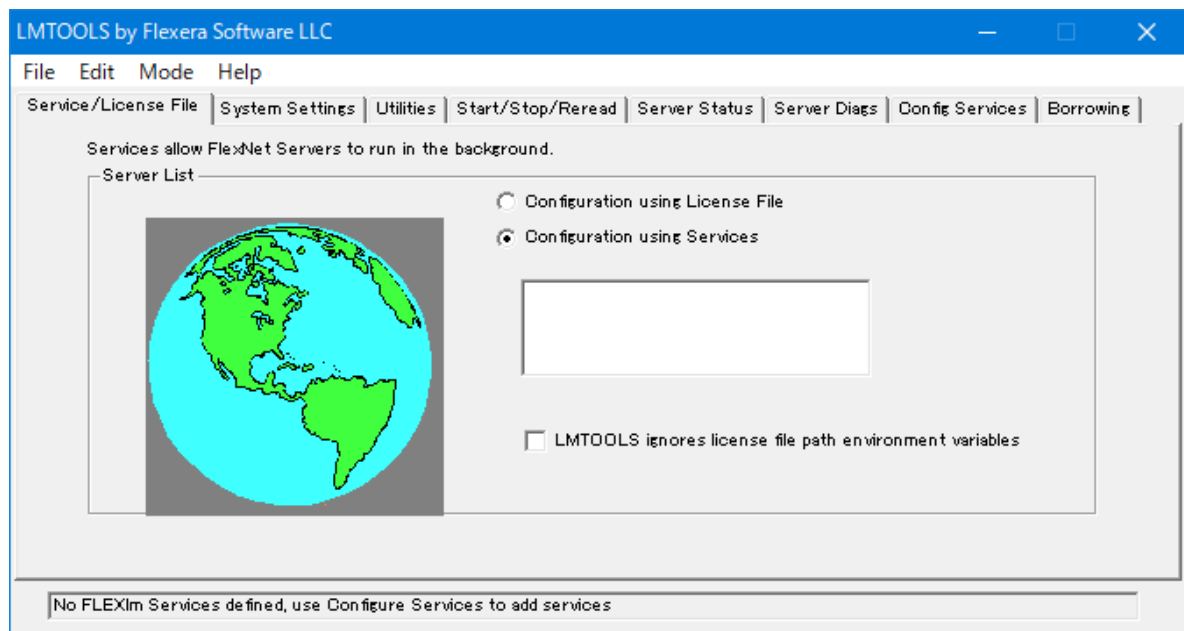 LMTOOLS by Flexera Software LLC
File Edit Mode Help
Service/License File System Settings Utilities Start/Stop/Reread Server Status Server Diags Config Services Borrowing
Services allow FlexNet Servers to run in the background.
Server List
Configuration using License File
Configuration using Services
LMTOOLS ignores license file path environment variables
No FLEXlm Services defined, use Configure Services to add services